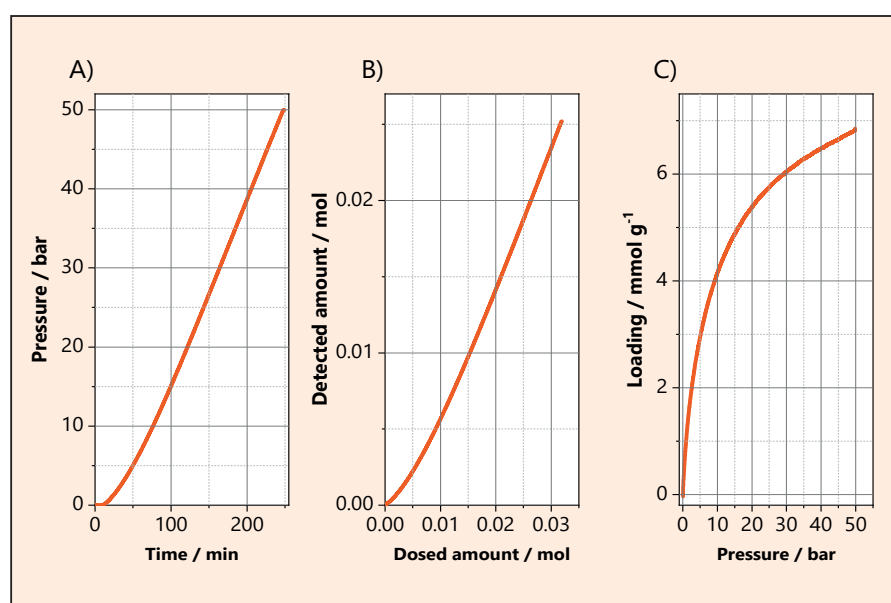 A)
Pressure / bar
50
40
30
20
10
0
0 100 200
Time / min
B)
Detected amount / mol
0.02
0.01
0.00
0.00 0.01 0.02 0.03
Dosed amount / mol
C)
Loading / mmol g⁻¹
6
4
2
0
0 10 20 30 40 50
Pressure / bar